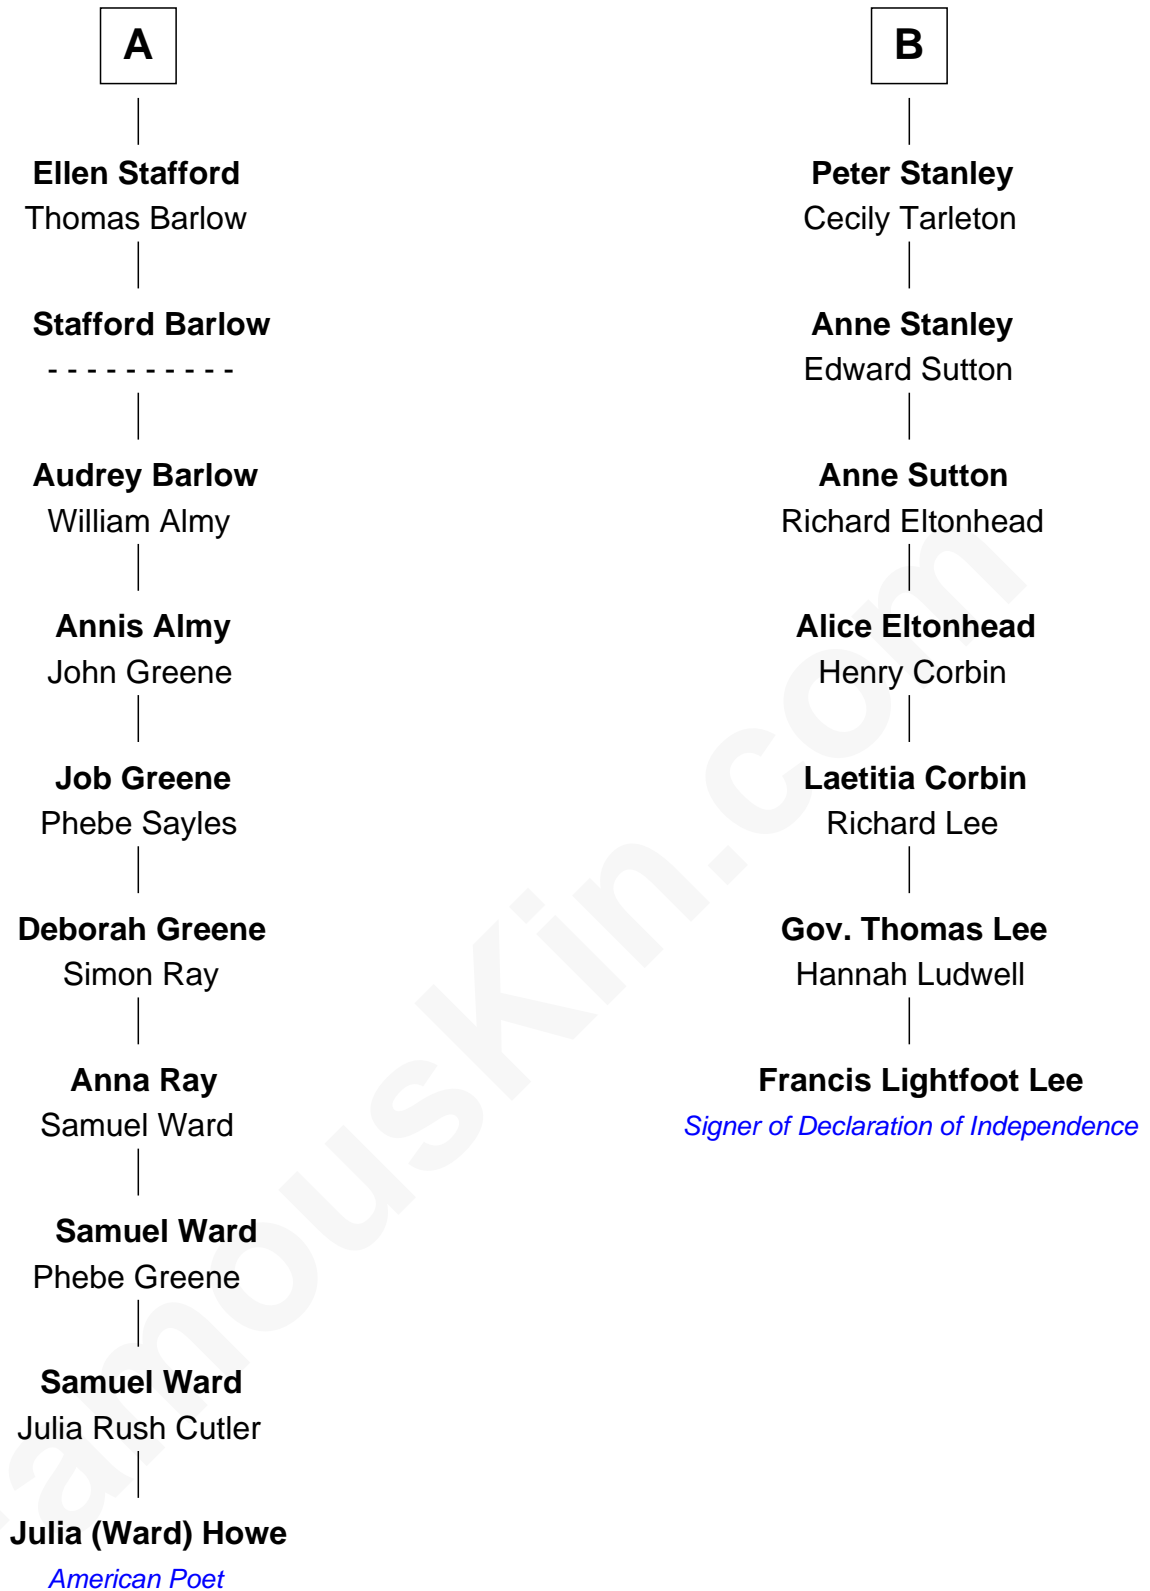 A
Ellen Stafford
Thomas Barlow
Stafford Barlow
- - - - - - - - - -
Audrey Barlow
William Almy
Annis Almy
John Greene
Job Greene
Phebe Sayles
Deborah Greene
Simon Ray
Anna Ray
Samuel Ward
Samuel Ward
Phebe Greene
Samuel Ward
Julia Rush Cutler
Julia (Ward) Howe
American Poet
B
Peter Stanley
Cecily Tarleton
Anne Stanley
Edward Sutton
Anne Sutton
Richard Eltonhead
Alice Eltonhead
Henry Corbin
Laetitia Corbin
Richard Lee
Gov. Thomas Lee
Hannah Ludwell
Francis Lightfoot Lee
Signer of Declaration of Independence
FamousKin.com